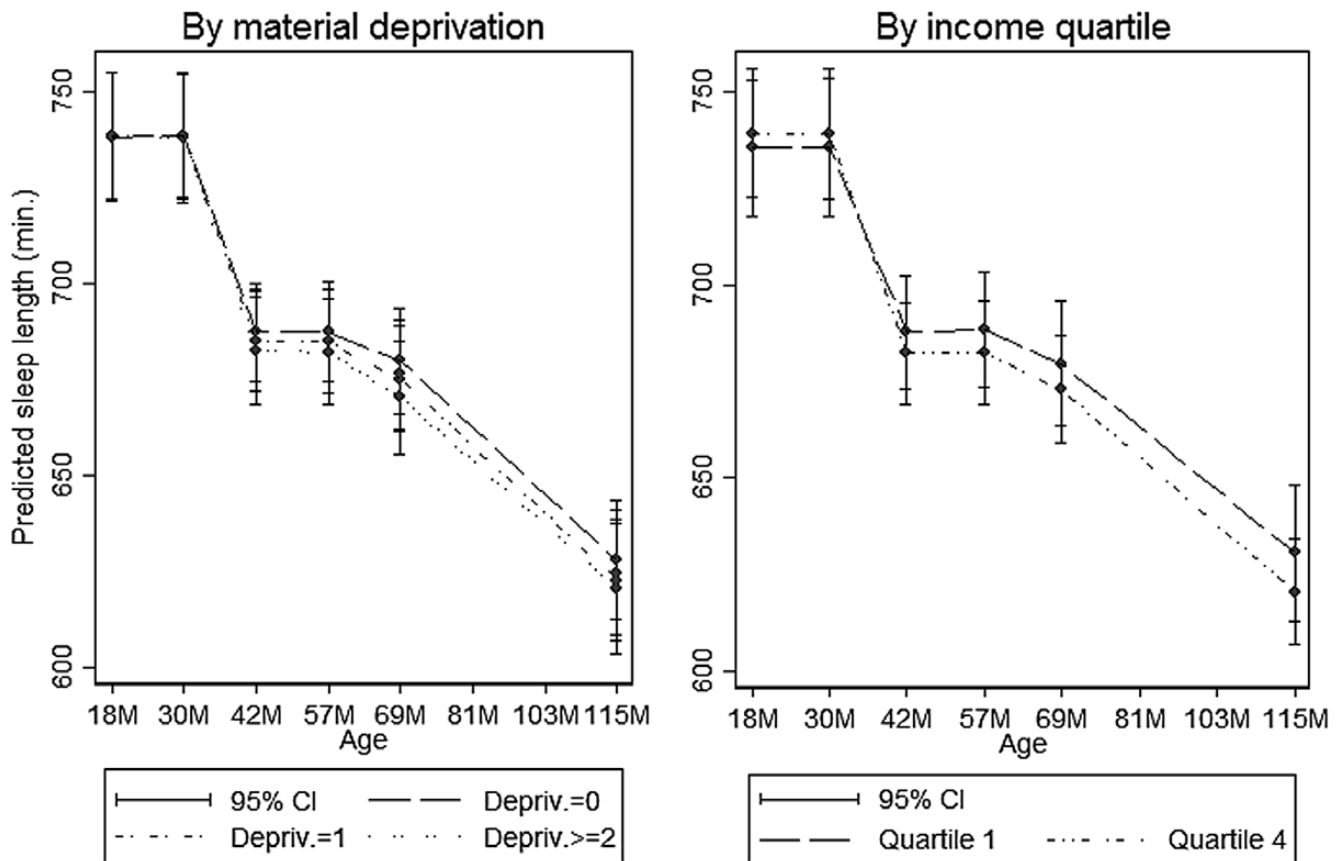 By material deprivation
By income quartile
Predicted sleep length (min.)
750
700
650
600
18M 30M 42M 57M 69M 81M 103M 115M
Age
95% CI Depriv.=0
Depriv.=1 Depriv.>=2
750
700
650
600
18M 30M 42M 57M 69M 81M 103M 115M
Age
95% CI
Quartile 1 Quartile 4